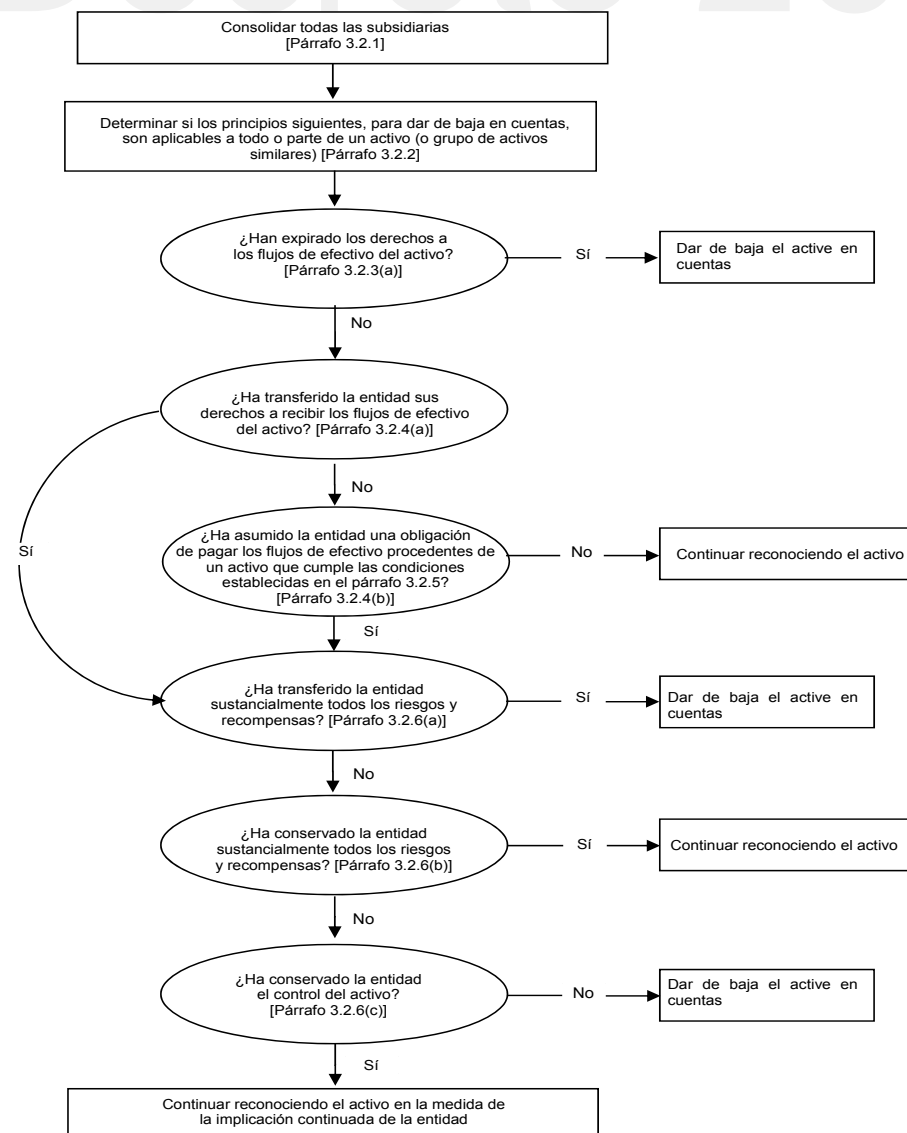 Consolidar todas las subsidiarias
[Párrafo 3.2.1]
Determinar si los principios siguientes, para dar de baja en cuentas,
son aplicables a todo o parte de un activo (o grupo de activos
similares) [Párrafo 3.2.2]
¿Han expirado los derechos a
los flujos de efectivo del activo?
[Párrafo 3.2.3(a)]
Sí
Dar de baja el active en
cuentas
No
¿Ha transferido la entidad sus
derechos a recibir los flujos de efectivo
del activo? [Párrafo 3.2.4(a)]
No
Sí
¿Ha asumido la entidad una obligación
de pagar los flujos de efectivo procedentes de
un activo que cumple las condiciones
establecidas en el párrafo 3.2.5?
[Párrafo 3.2.4(b)]
No
Continuar reconociendo el activo
Sí
¿Ha transferido la entidad
sustancialmente todos los riesgos y
recompensas? [Párrafo 3.2.6(a)]
Sí
Dar de baja el active en
cuentas
No
¿Ha conservado la entidad
sustancialmente todos los riesgos
y recompensas? [Párrafo 3.2.6(b)]
Sí
Continuar reconociendo el activo
No
¿Ha conservado la entidad
el control del activo?
[Párrafo 3.2.6(c)]
No
Dar de baja el active en
cuentas
Sí
Continuar reconociendo el activo en la medida de
la implicación continuada de la entidad